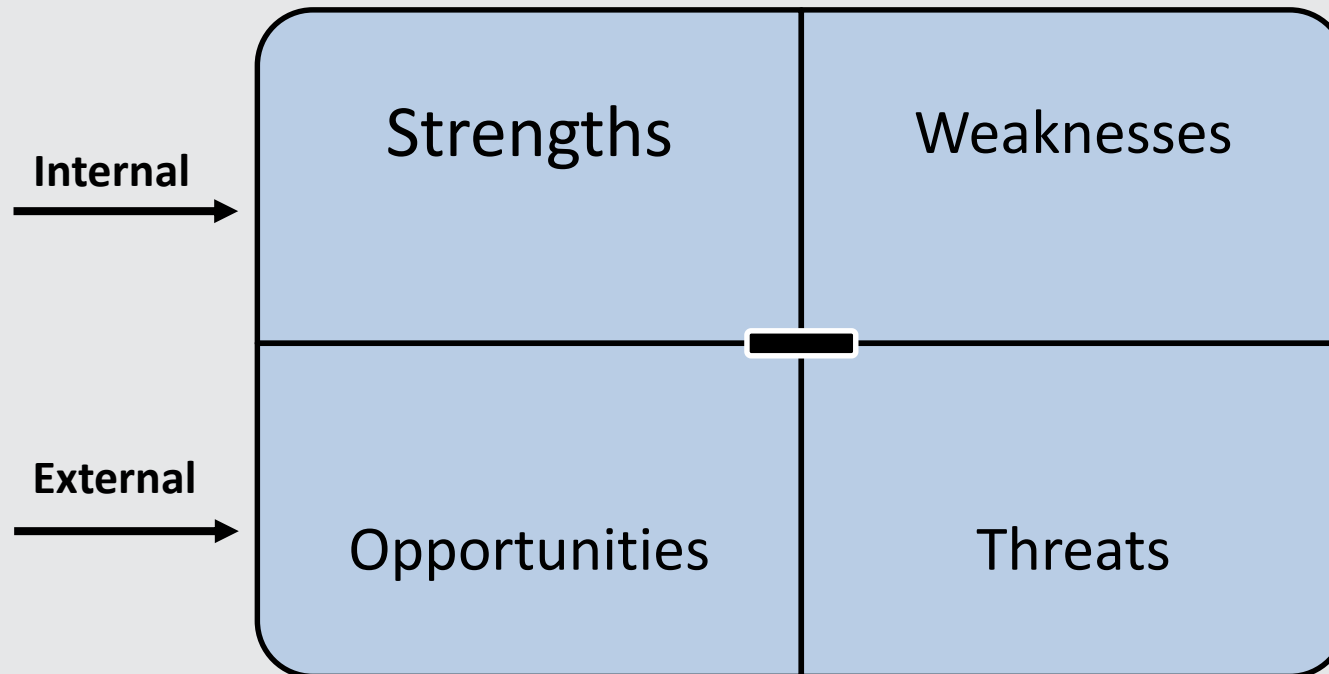 Strengths
Weaknesses
Internal
External
Opportunities
Threats